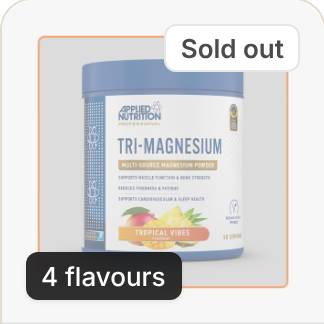 Sold out
APPLIED
NUTRITION
TRI-MAGNESIUM
MULTI-SOURCE MAGNESIUM POWDER
SUPPORTS MUSCLE FUNCTION & BONE STRENGTH
REDUCES TIREDNESS & FATIGUE
SUPPORTS CARDIOVASCULAR & SLEEP HEALTH
TROPICAL VIBES
4 flavours